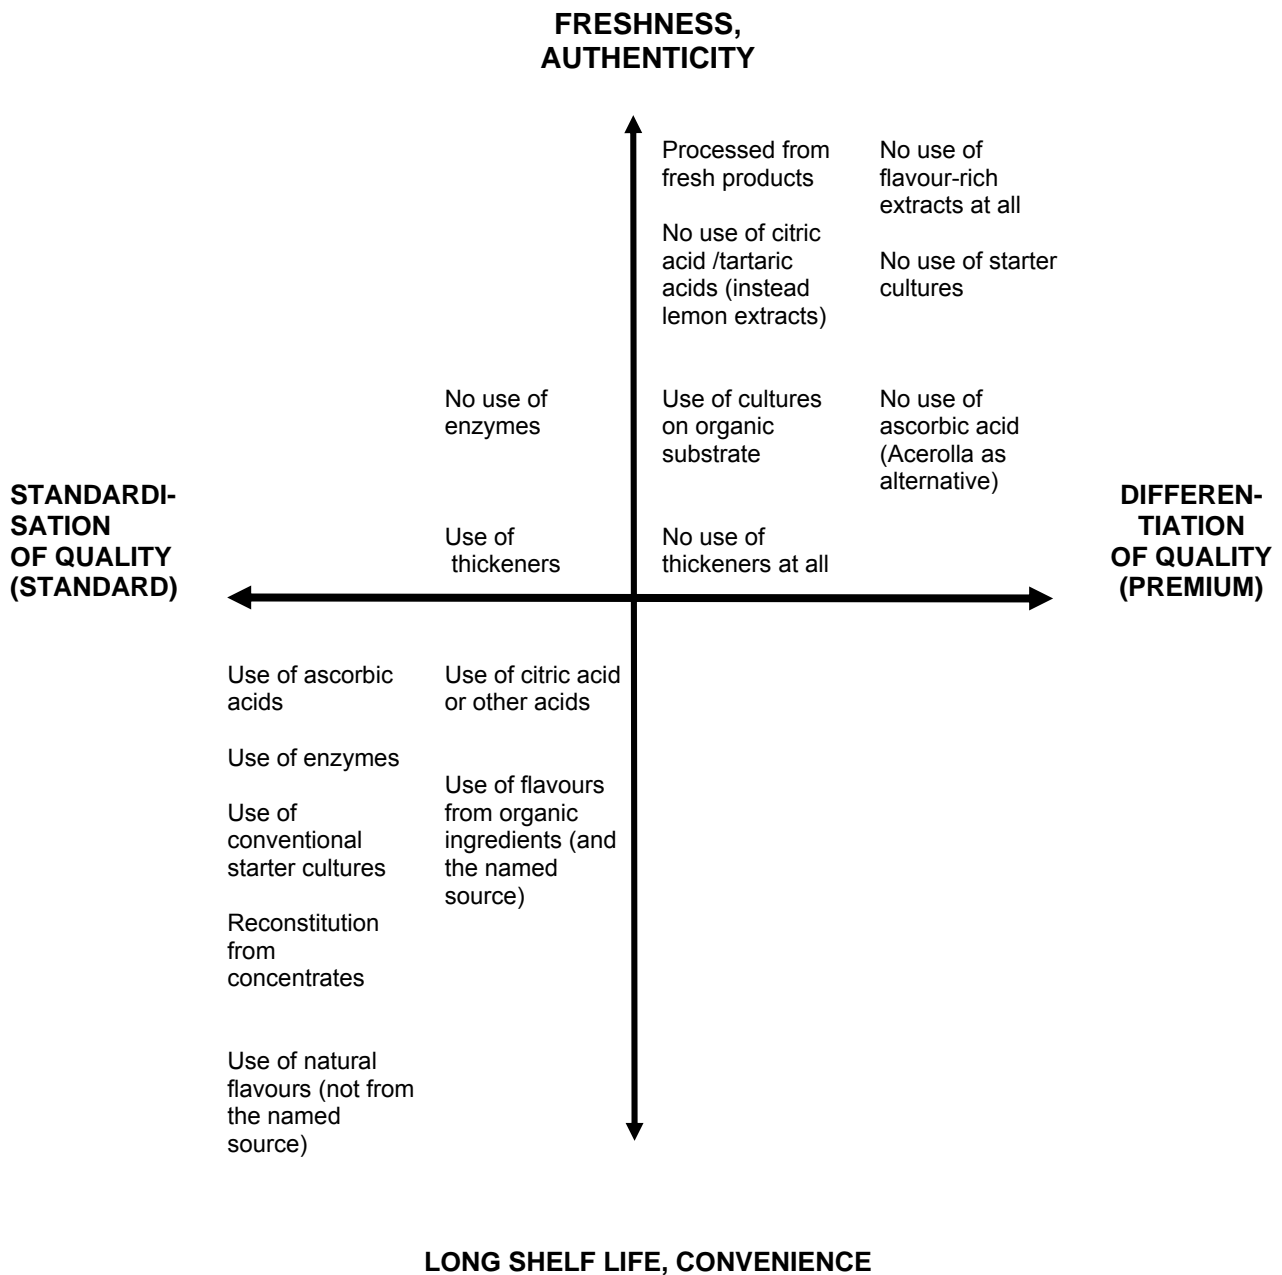 FRESHNESS,
AUTHENTICITY
Processed from
fresh products
No use of
flavour-rich
extracts at all
No use of citric
acid /tartaric
acids (instead
lemon extracts)
No use of starter
cultures
No use of
enzymes
Use of cultures
on organic
substrate
No use of
ascorbic acid
(Acerolla as
alternative)
STANDARDI-
SATION
OF QUALITY
(STANDARD)
Use of
thickeners
No use of
thickeners at all
DIFFEREN-
TIATION
OF QUALITY
(PREMIUM)
Use of ascorbic
acids
Use of enzymes
Use of
conventional
starter cultures
Reconstitution
from
concentrates
Use of natural
flavours (not from
the named
source)
Use of citric acid
or other acids
Use of flavours
from organic
ingredients (and
the named
source)
LONG SHELF LIFE, CONVENIENCE